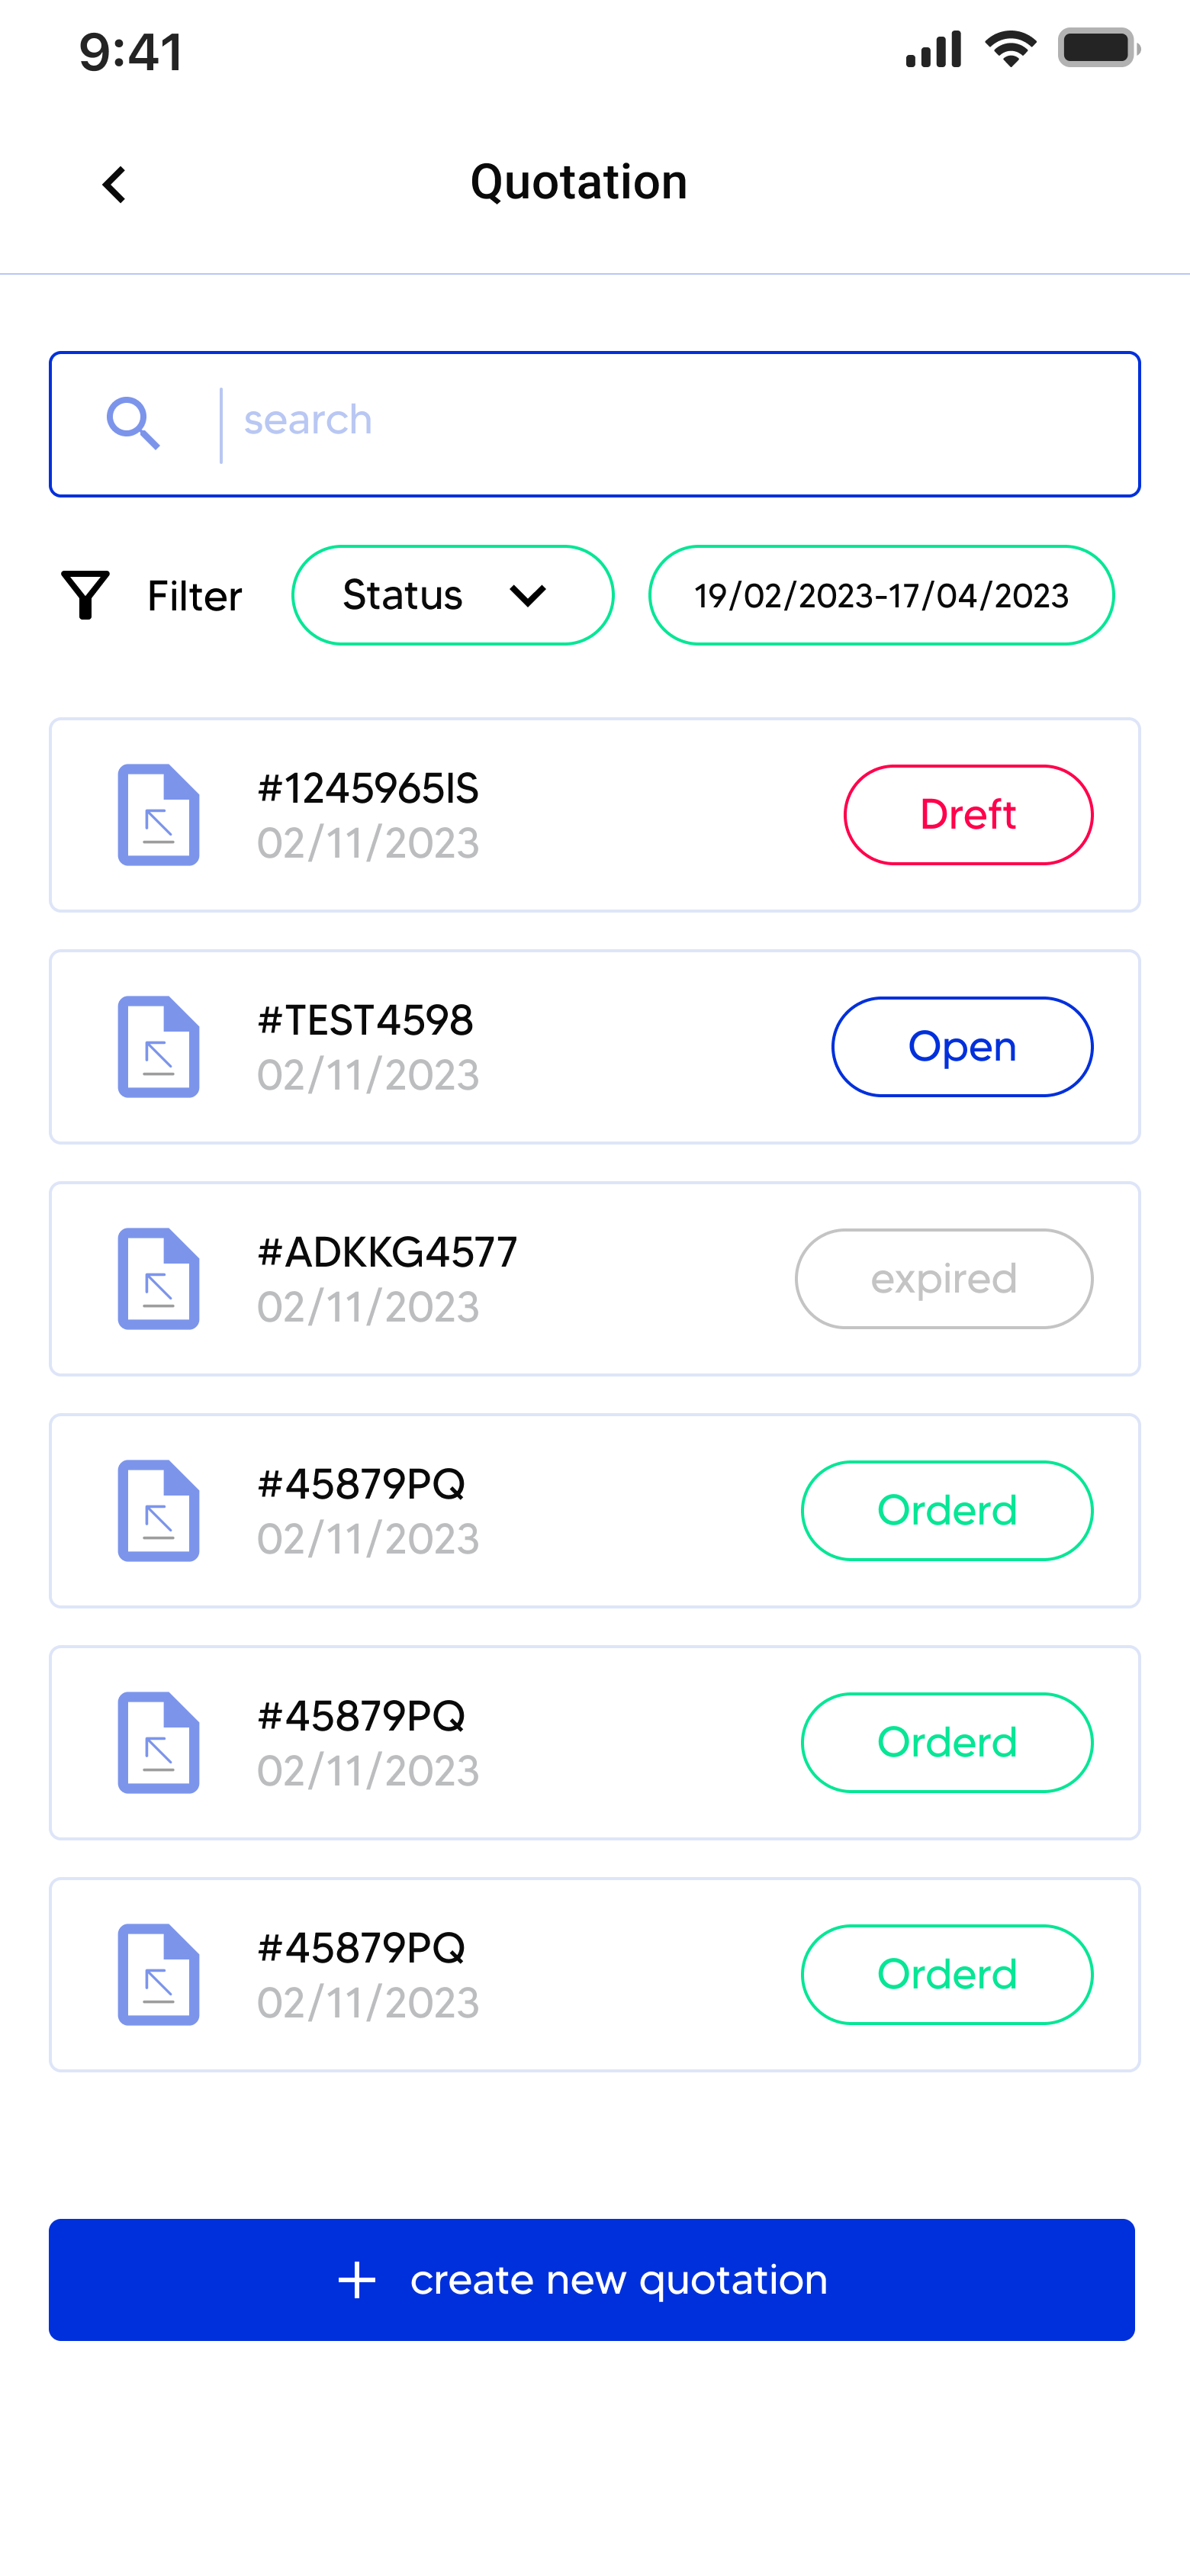 9:41
Quotation
search
Filter
Status
19/02/2023-17/04/2023
#1245965IS
02/11/2023
Dreft
#TEST4598
02/11/2023
Open
#ADKKG4577
02/11/2023
expired
#45879PQ
02/11/2023
Orderd
#45879PQ
02/11/2023
Orderd
#45879PQ
02/11/2023
Orderd
+ create new quotation